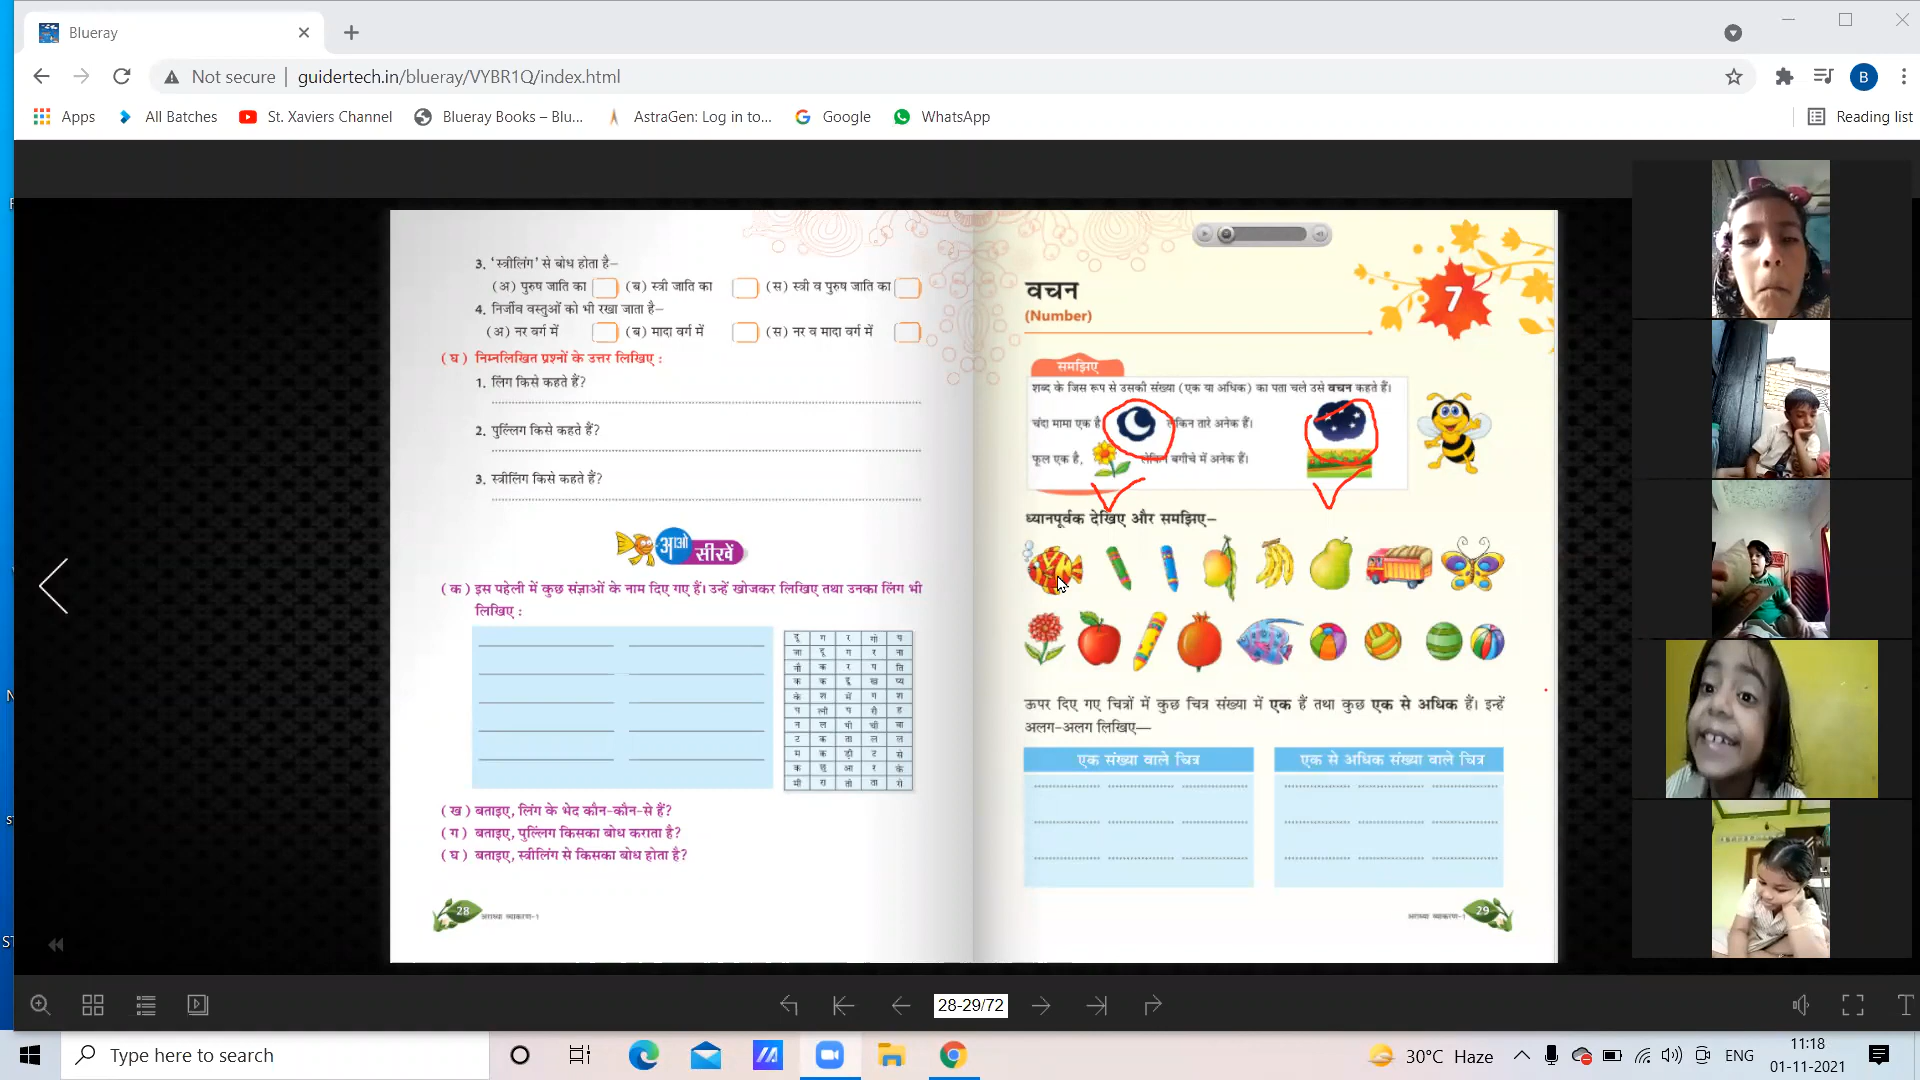 Blueray
Not secure
guidertech.in/blueray/VYBR1Q/index.html
B
Apps
All Batches
St. Xaviers Channel
Blueray Books – Blu...
AstraGen: Log in to...
Google
WhatsApp
Reading list
3. 'स्त्रीलिंग' से बोध होता है–
(अ) पुरुष जाति का (ब) स्त्री जाति का (स) स्त्री व पुरुष जाति का
4. निर्जीव वस्तुओं को भी रखा जाता है–
(अ) नर वर्ग में (ब) मादा वर्ग में (स) नर व मादा वर्ग में
(घ) निम्नलिखित प्रश्नों के उत्तर लिखिए :
1. लिंग किसे कहते हैं?
2. पुल्लिंग किसे कहते हैं?
3. स्त्रीलिंग किसे कहते हैं?
आओ सीखें
(क) इस पहेली में कुछ संज्ञाओं के नाम दिए गए हैं। उन्हें खोजकर लिखिए तथा उनका लिंग भी
लिखिए :
(ख) बताइए, लिंग के भेद कौन-कौन-से हैं?
(ग) बताइए, पुल्लिंग किसका बोध कराता है?
(घ) बताइए, स्त्रीलिंग से किसका बोध होता है?
28
वचन
(Number)
7
समझिए
शब्द के जिस रूप से उसकी संख्या (एक या अधिक) का पता चले उसे वचन कहते हैं।
चंदा मामा एक है लेकिन तारे अनेक हैं।
फूल एक है, लेकिन बगीचे में अनेक हैं।
ध्यानपूर्वक देखिए और समझिए–
ऊपर दिए गए चित्रों में कुछ चित्र संख्या में एक हैं तथा कुछ एक से अधिक हैं। इन्हें
अलग-अलग लिखिए—
एक संख्या वाले चित्र
एक से अधिक संख्या वाले चित्र
29
28-29/72
Type here to search
30°C Haze
ENG
11:18
01-11-2021